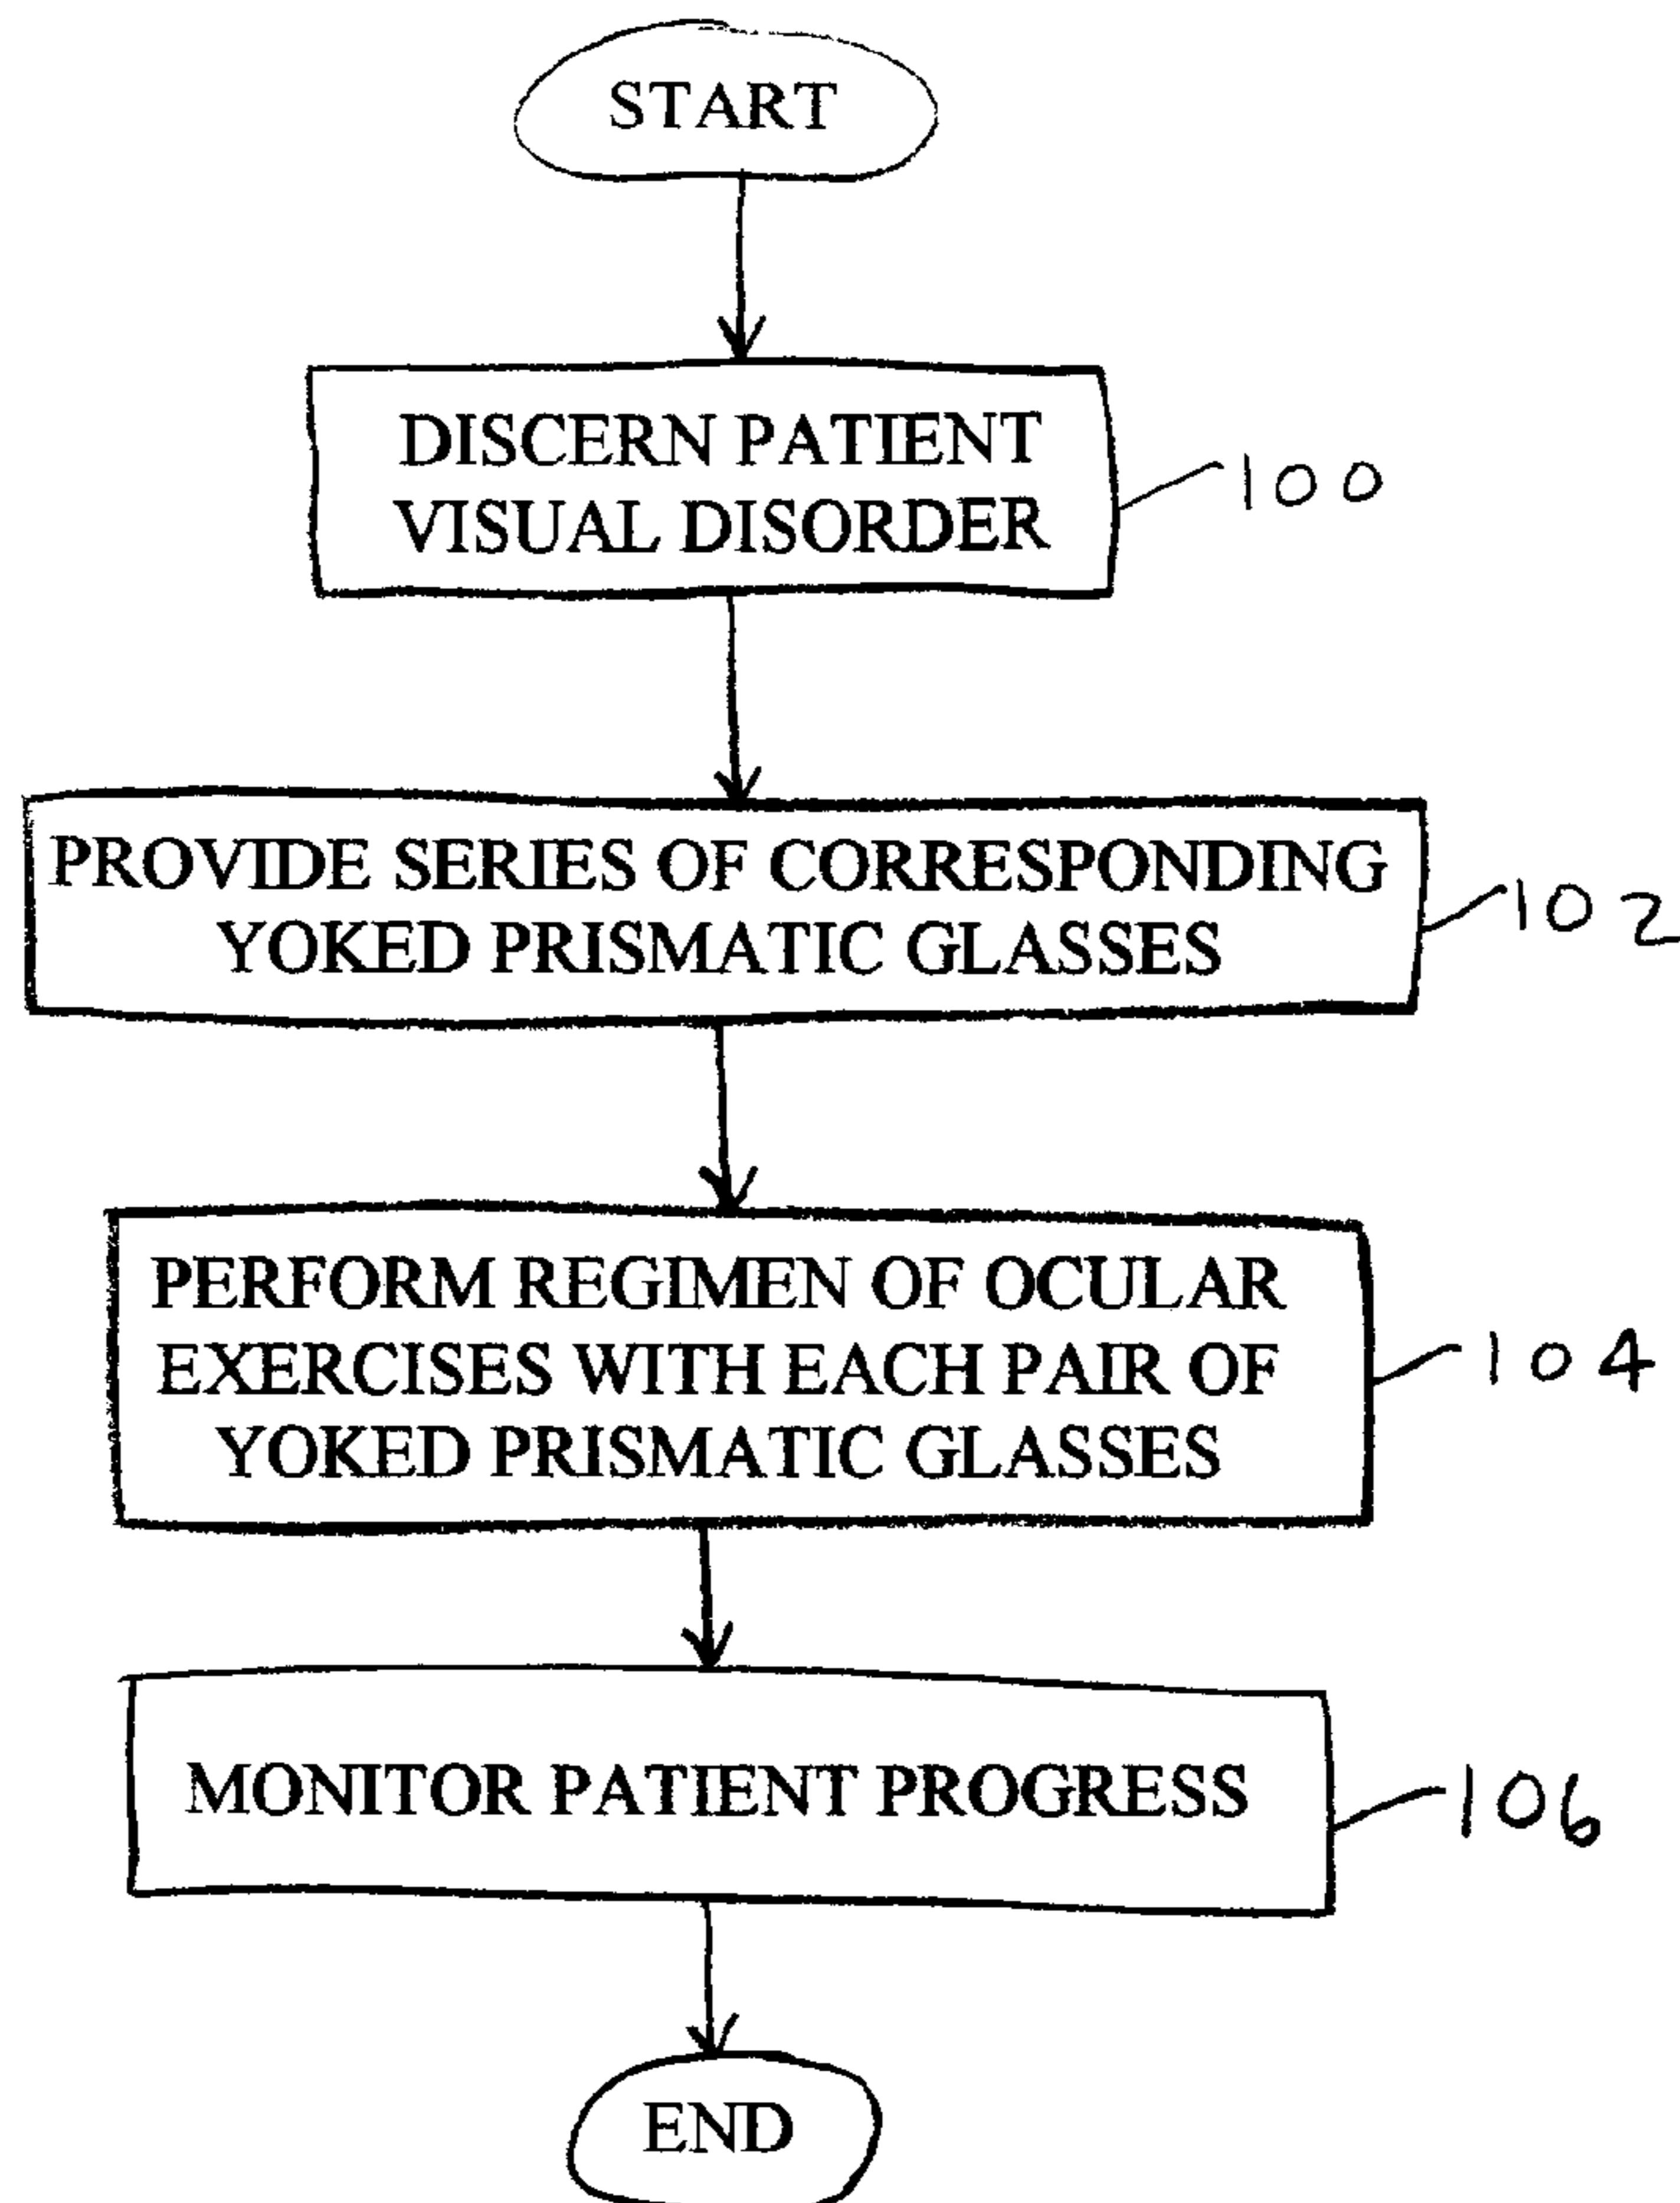 START
DISCERN PATIENT
VISUAL DISORDER
100
PROVIDE SERIES OF CORRESPONDING
YOKED PRISMATIC GLASSES
102
PERFORM REGIMEN OF OCULAR
EXERCISES WITH EACH PAIR OF
YOKED PRISMATIC GLASSES
104
MONITOR PATIENT PROGRESS
106
END